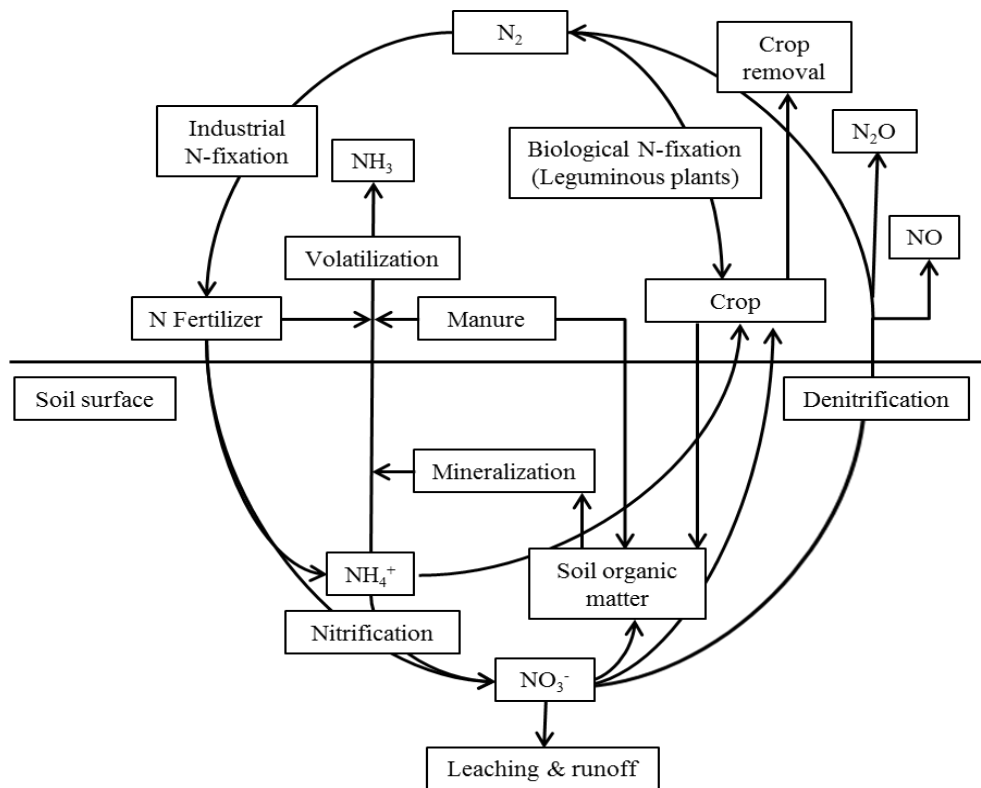 N₂
Crop
removal
Industrial
N-fixation
N₂O
Biological N-fixation
(Leguminous plants)
NH₃
NO
Volatilization
N Fertilizer
Manure
Crop
Soil surface
Denitrification
Mineralization
NH₄⁺
Soil organic
matter
Nitrification
NO₃⁻
Leaching & runoff